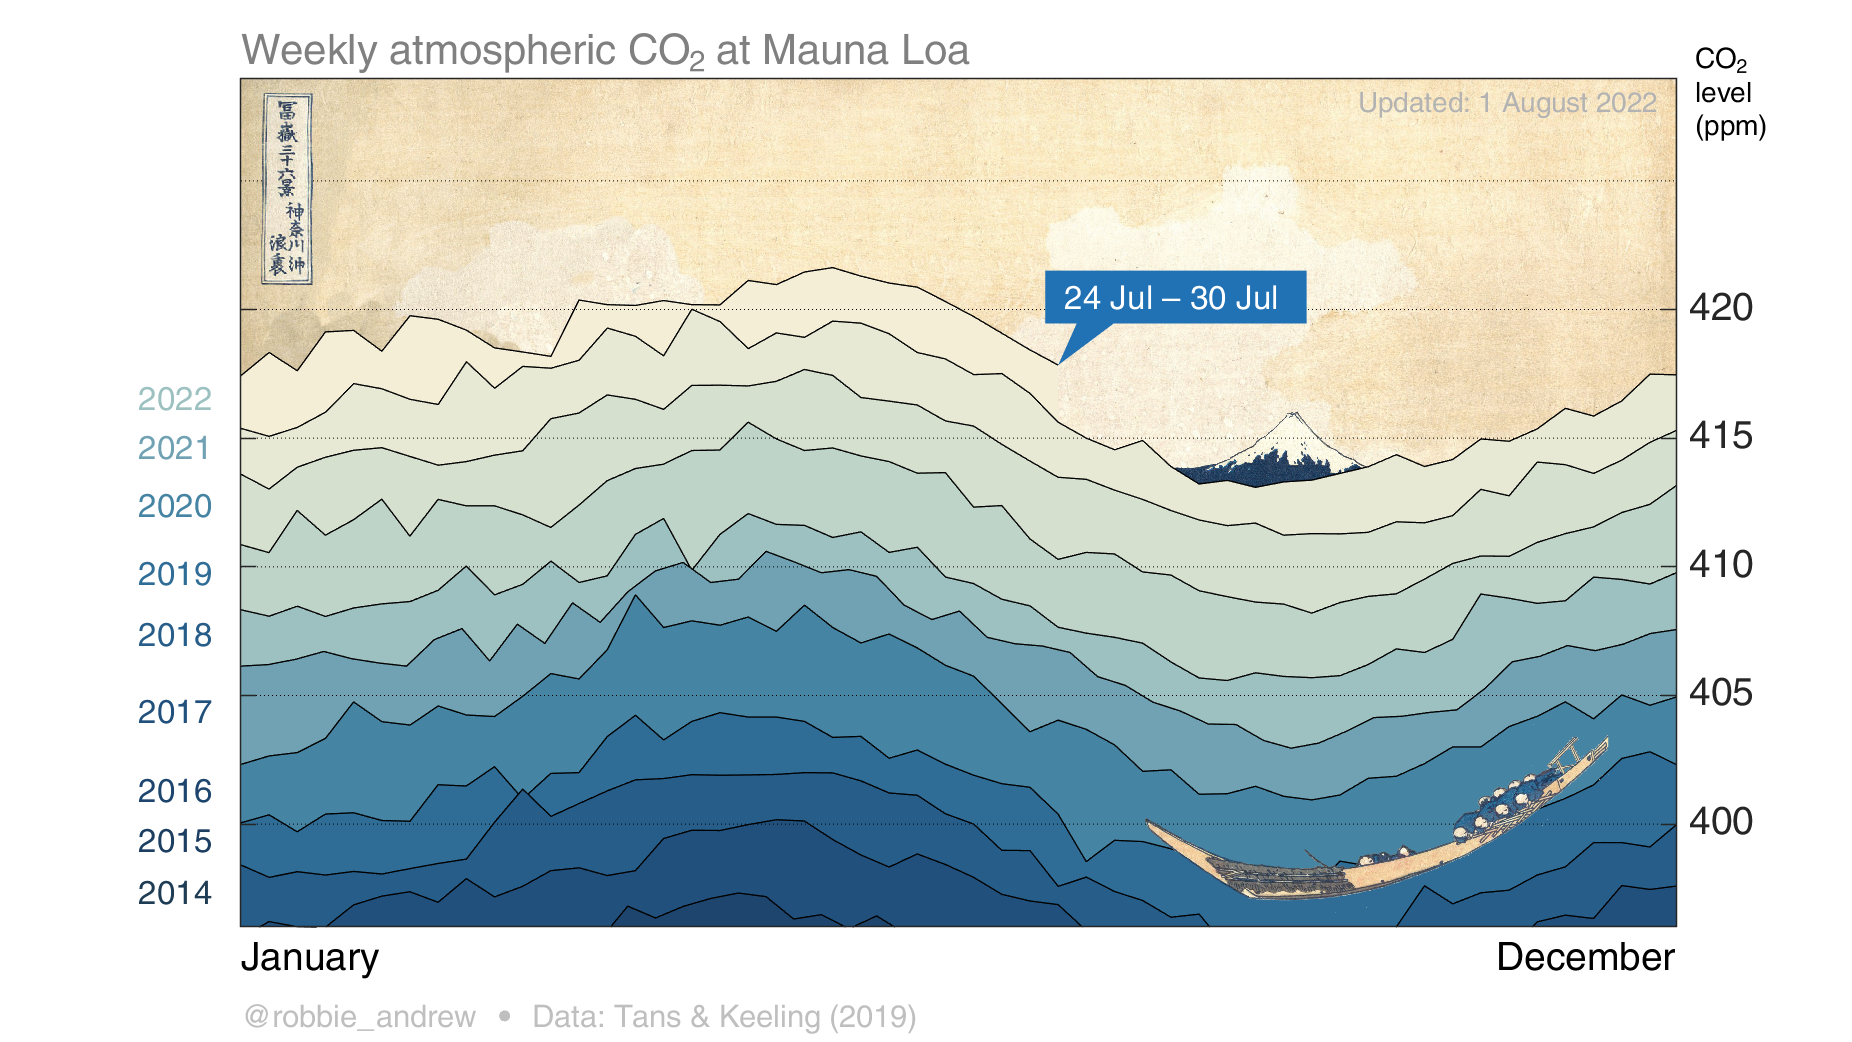 Weekly atmospheric CO₂ at Mauna Loa
CO₂
level
(ppm)
Updated: 1 August 2022
冨嶽三十六景
神奈川沖
浪裏
24 Jul – 30 Jul
420
415
410
405
400
2022
2021
2020
2019
2018
2017
2016
2015
2014
January
December
@robbie_andrew • Data: Tans & Keeling (2019)